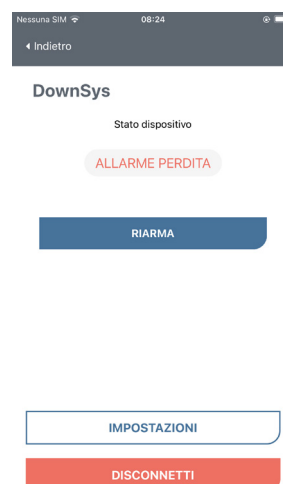 Nessuna SIM 08:24
Indietro
DownSys
Stato dispositivo
ALLARME PERDITA
RIARMA
IMPOSTAZIONI
DISCONNETTI